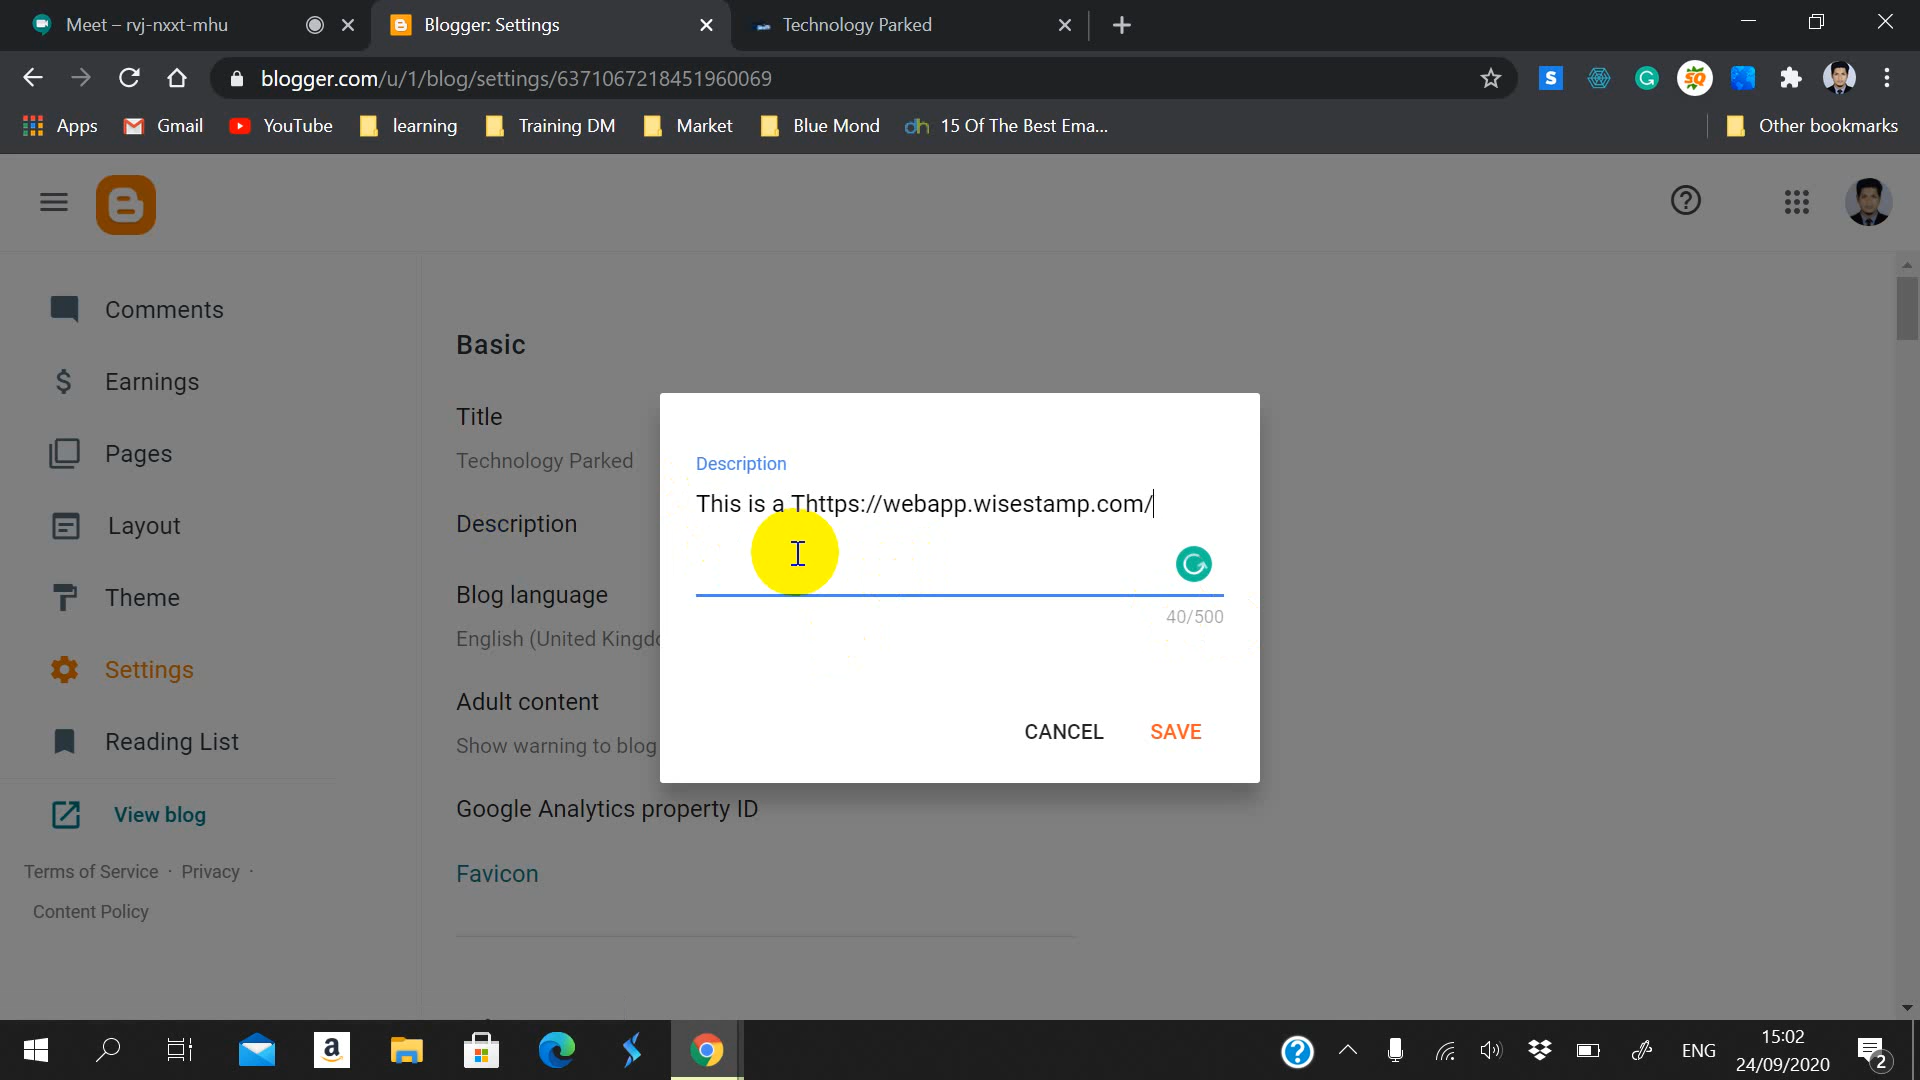 Meet – rvj-nxxt-mhu
Blogger: Settings
Technology Parked
blogger.com/u/1/blog/settings/6371067218451960069
Apps
Gmail
YouTube
learning
Training DM
Market
Blue Mond
dh
15 Of The Best Ema...
Other bookmarks
Comments
Earnings
Pages
Layout
Theme
Settings
Reading List
View blog
Terms of Service · Privacy ·
Content Policy
Basic
Title
Technology Parked
Description
Blog language
English (United Kingdo
Adult content
Show warning to blog
Google Analytics property ID
Favicon
Description
This is a Thttps://webapp.wisestamp.com/
40/500
CANCEL
SAVE
ENG
15:02
24/09/2020
2